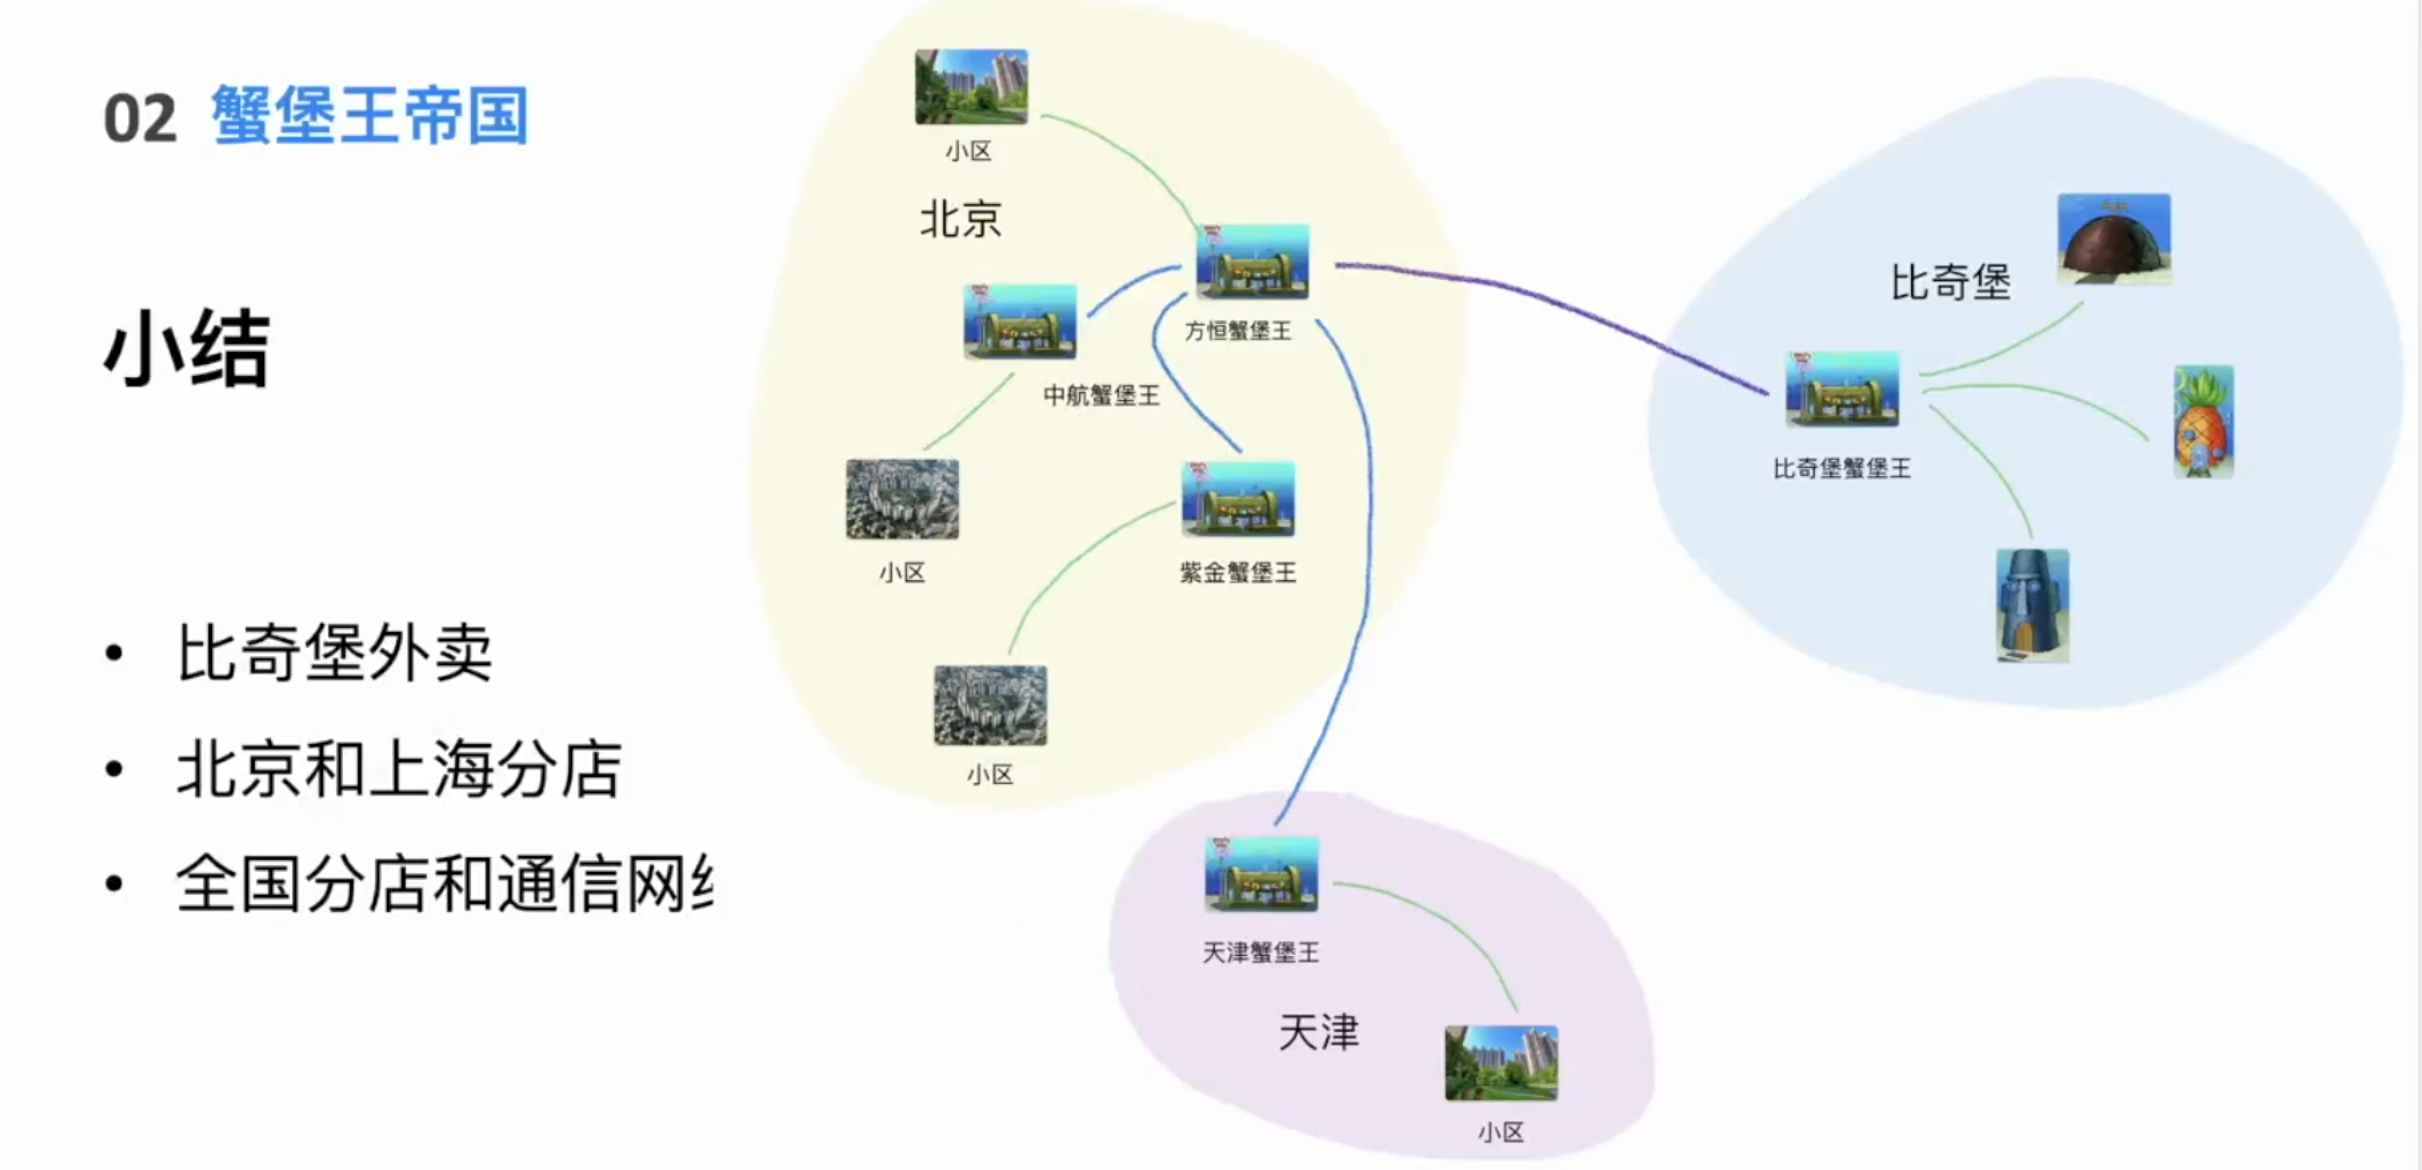 02 蟹堡王帝国
小结
• 比奇堡外卖
• 北京和上海分店
• 全国分店和通信网
小区
北京
方恒蟹堡王
中航蟹堡王
小区
紫金蟹堡王
小区
比奇堡
比奇堡蟹堡王
天津蟹堡王
天津
小区